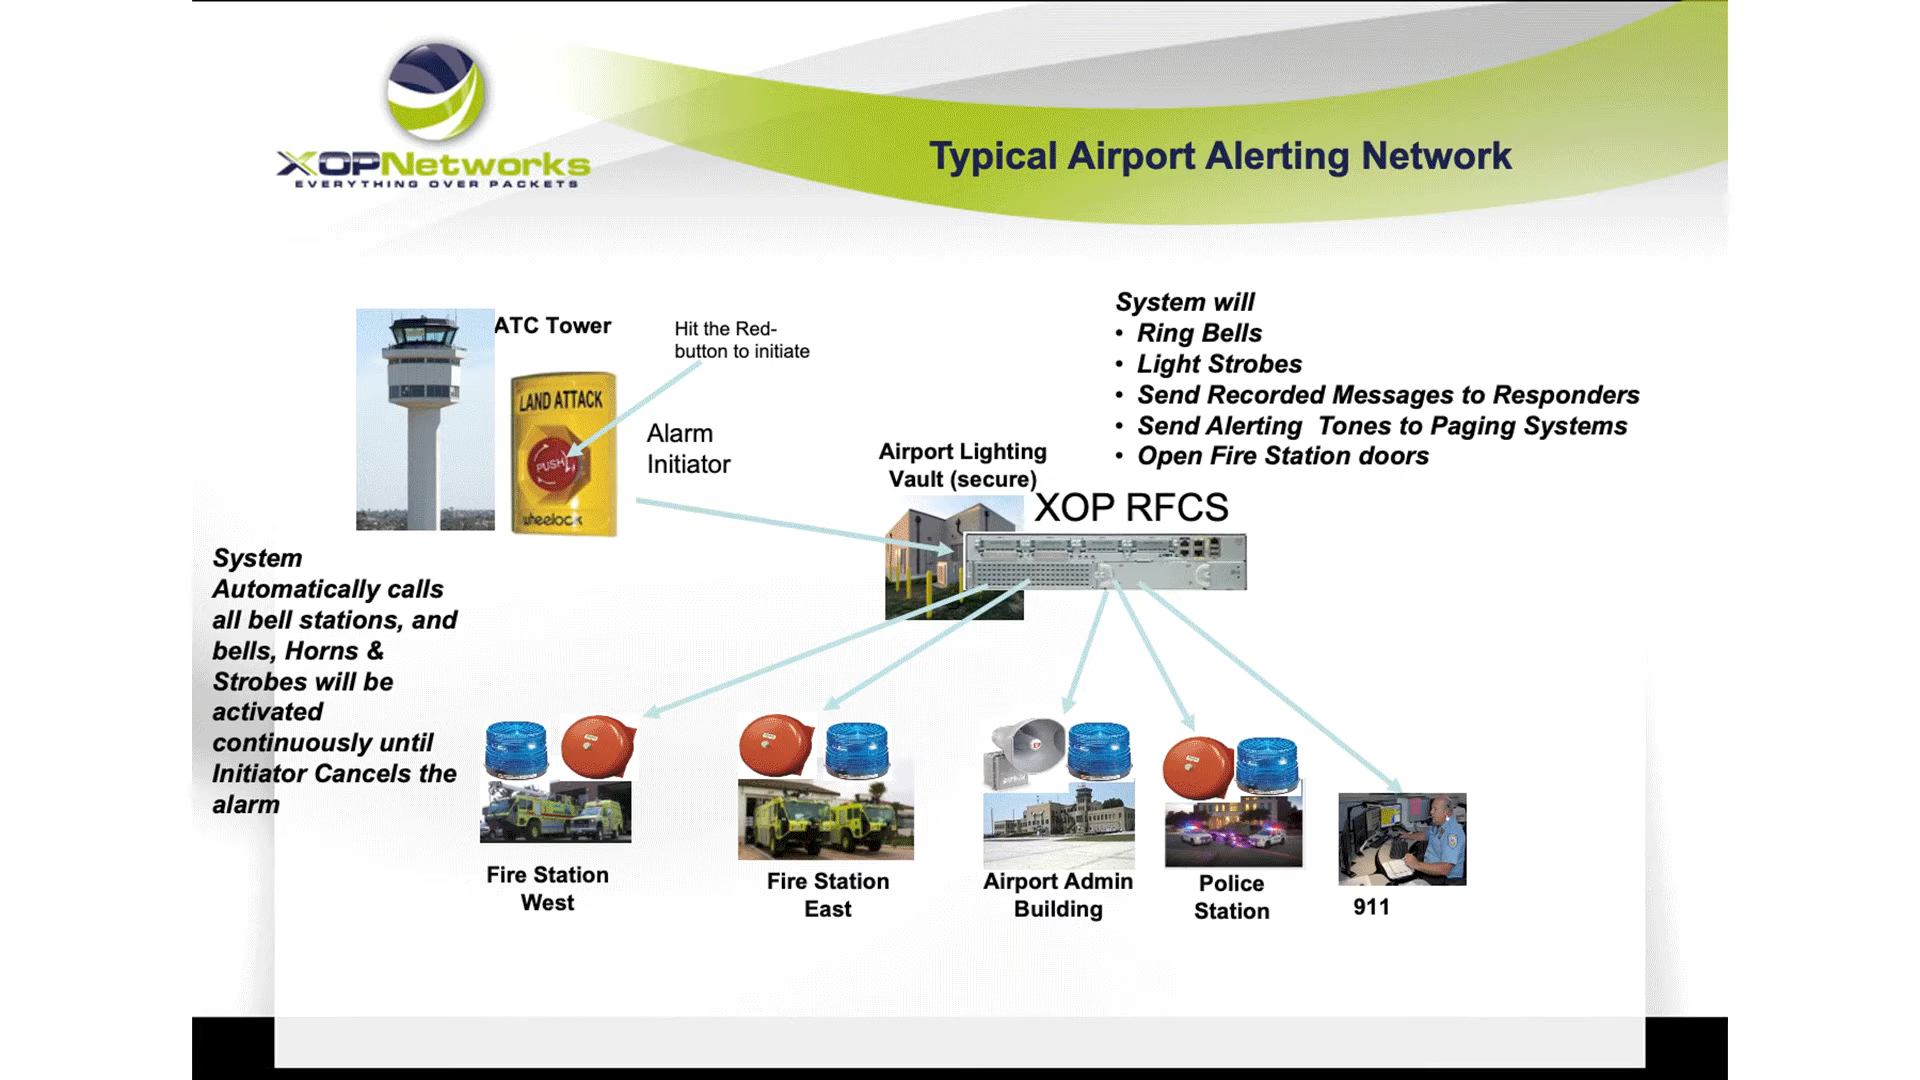 XOPNetworks
EVERYTHING OVER PACKETS
Typical Airport Alerting Network
ATC Tower
Hit the Red-
button to initiate
LAND ATTACK
PUSH
wheelock
Alarm
Initiator
System will
• Ring Bells
• Light Strobes
• Send Recorded Messages to Responders
• Send Alerting  Tones to Paging Systems
• Open Fire Station doors
Airport Lighting
Vault (secure)
XOP RFCS
System
Automatically calls
all bell stations, and
bells, Horns &
Strobes will be
activated
continuously until
Initiator Cancels the
alarm
Fire Station
West
Fire Station
East
Airport Admin
Building
Police
Station
911